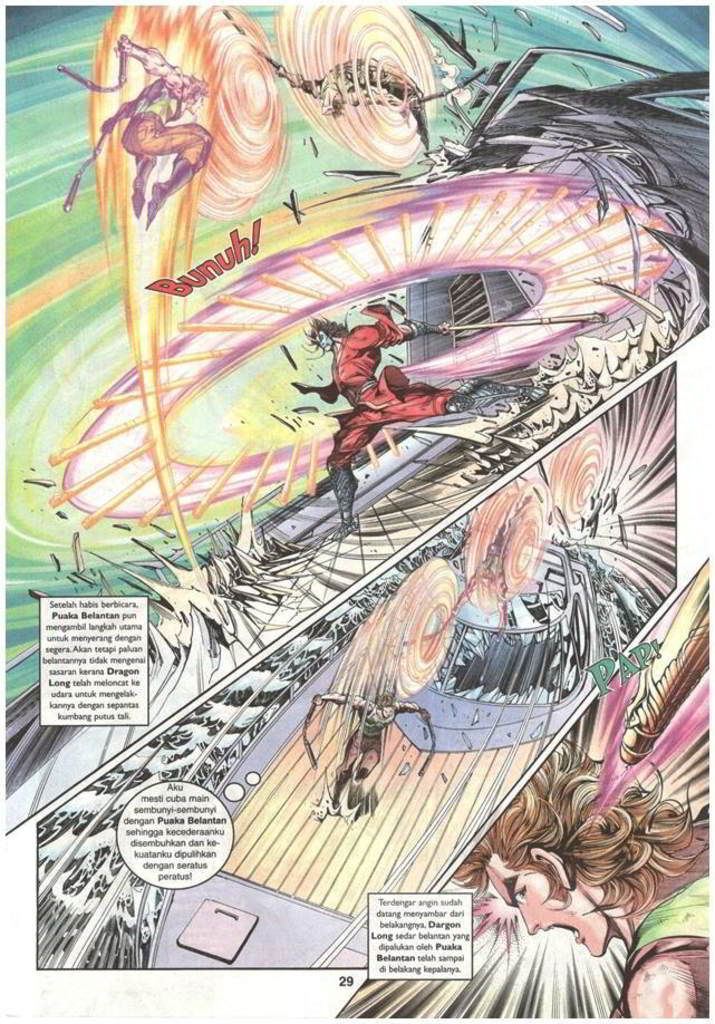 Bunuh!
Setelah habis berbicara,
Puaka Belantan pun
mengambil langkah utama
untuk menyerang dengan
segera. Akan tetapi paluan
belantannya tidak mengenai
sasaran kerana Dragon
Long telah meloncat ke
udara untuk mengelak-
kannya dengan sepantas
kumbang putus tali.
PAP!
Aku
mesti cuba main
sembunyi-sembunyi
dengan Puaka Belantan
sehingga kecederaanku
disembuhkan dan ke-
kuatanku dipulihkan
dengan seratus
peratus!
Terdengar angin sudah
datang menyambar dari
belakangnya, Dargon
Long sedar belantan yang
dipalukan oleh Puaka
Belantan telah sampai
di belakang kepalanya.
29